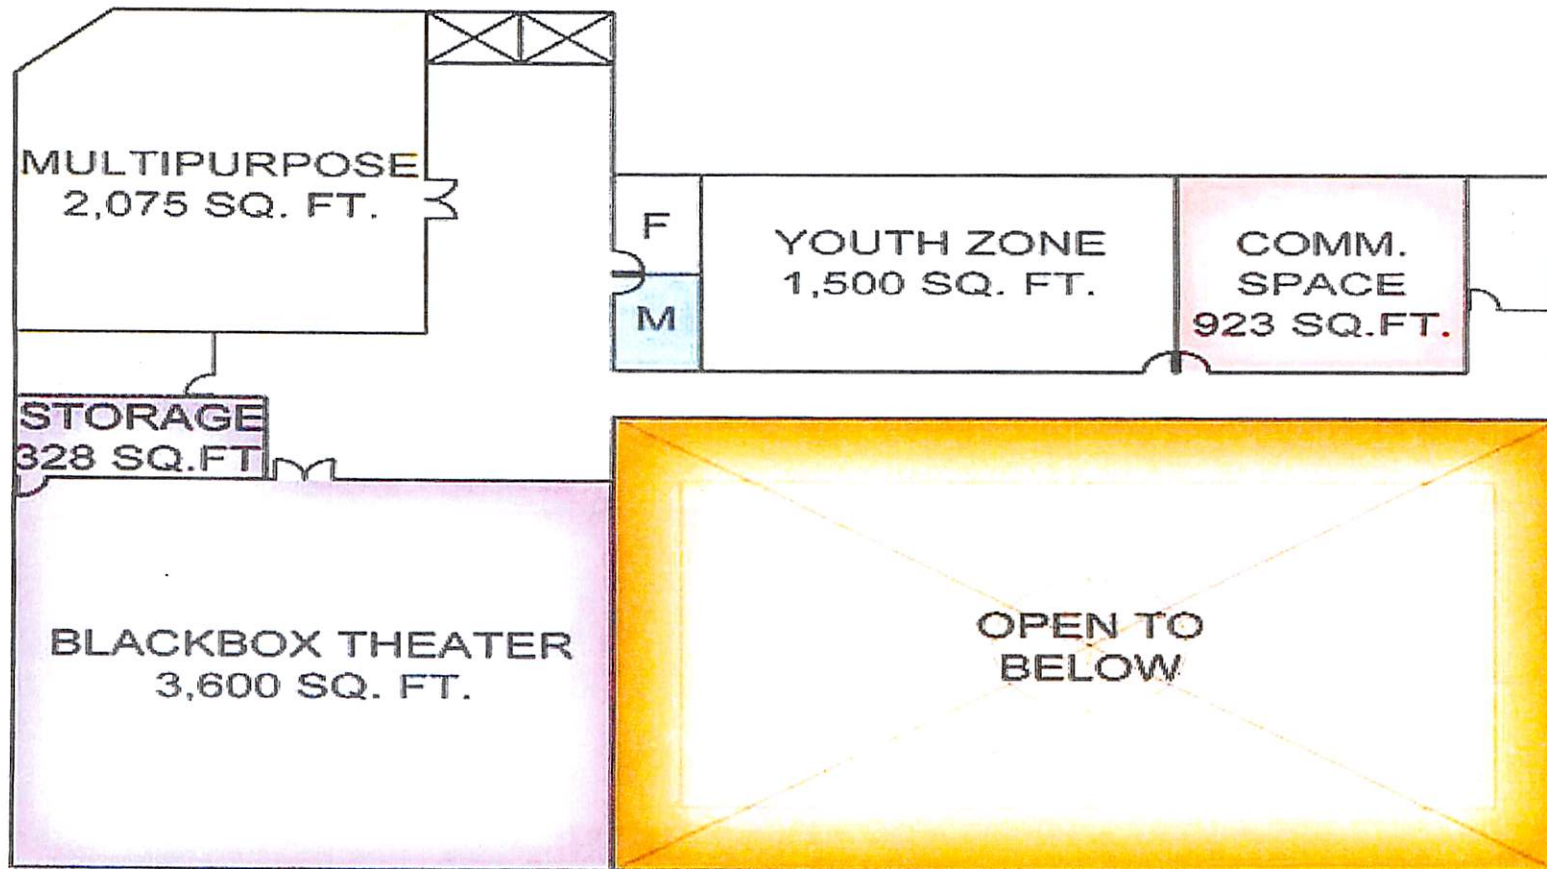 MULTIPURPOSE
2,075 SQ. FT.
F
M
YOUTH ZONE
1,500 SQ. FT.
COMM.
SPACE
923 SQ.FT.
STORAGE
328 SQ.FT
BLACKBOX THEATER
3,600 SQ. FT.
OPEN TO
BELOW